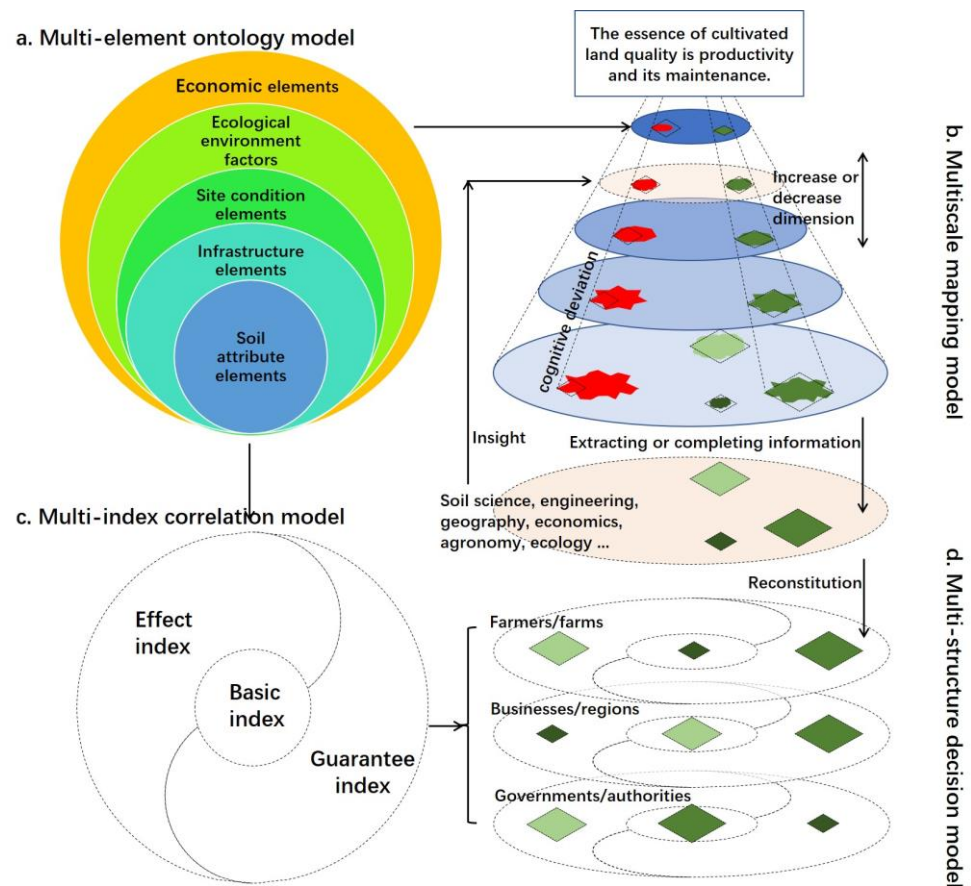 a. Multi-element ontology model
Economic elements
Ecological
environment
factors
Site condition
elements
Infrastructure
elements
Soil
attribute
elements
The essence of cultivated
land quality is productivity
and its maintenance.
Increase or
decrease
dimension
cognitive deviation
b. Multiscale mapping model
Insight
Extracting or completing information
Soil science, engineering,
geography, economics,
agronomy, ecology ...
Reconstitution
c. Multi-index correlation model
Effect
index
Basic
index
Guarantee
index
Farmers/farms
Businesses/regions
Governments/authorities
d. Multi-structure decision model